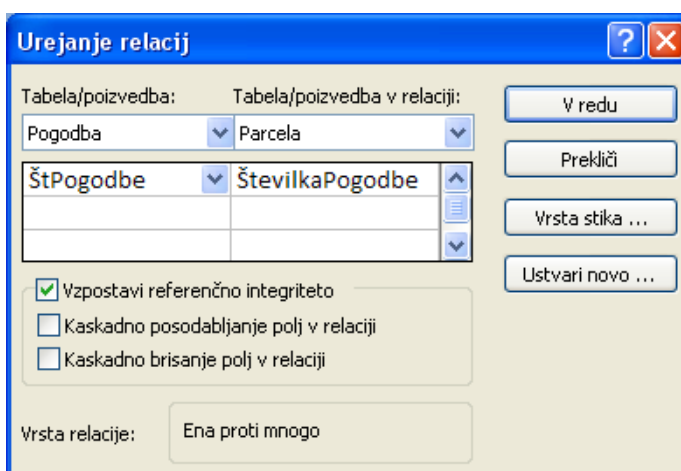 Urejanje relacij
Tabela/poizvedba: Tabela/poizvedba v relaciji:
Pogodba Parcela
ŠtPogodbe ŠtevilkaPogodbe
Vzpostavi referenčno integriteto
Kaskadno posodabljanje polj v relaciji
Kaskadno brisanje polj v relaciji
Vrsta relacije: Ena proti mnogo
V redu
Prekliči
Vrsta stika ...
Ustvari novo ...